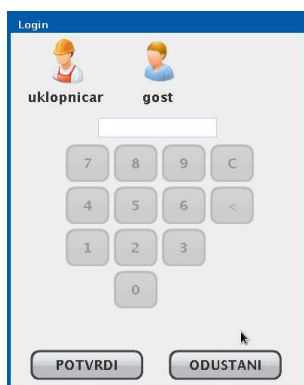 Login
uklopnicar gost
7 8 9 C
4 5 6 <
1 2 3
0
POTVRDI ODUSTANI